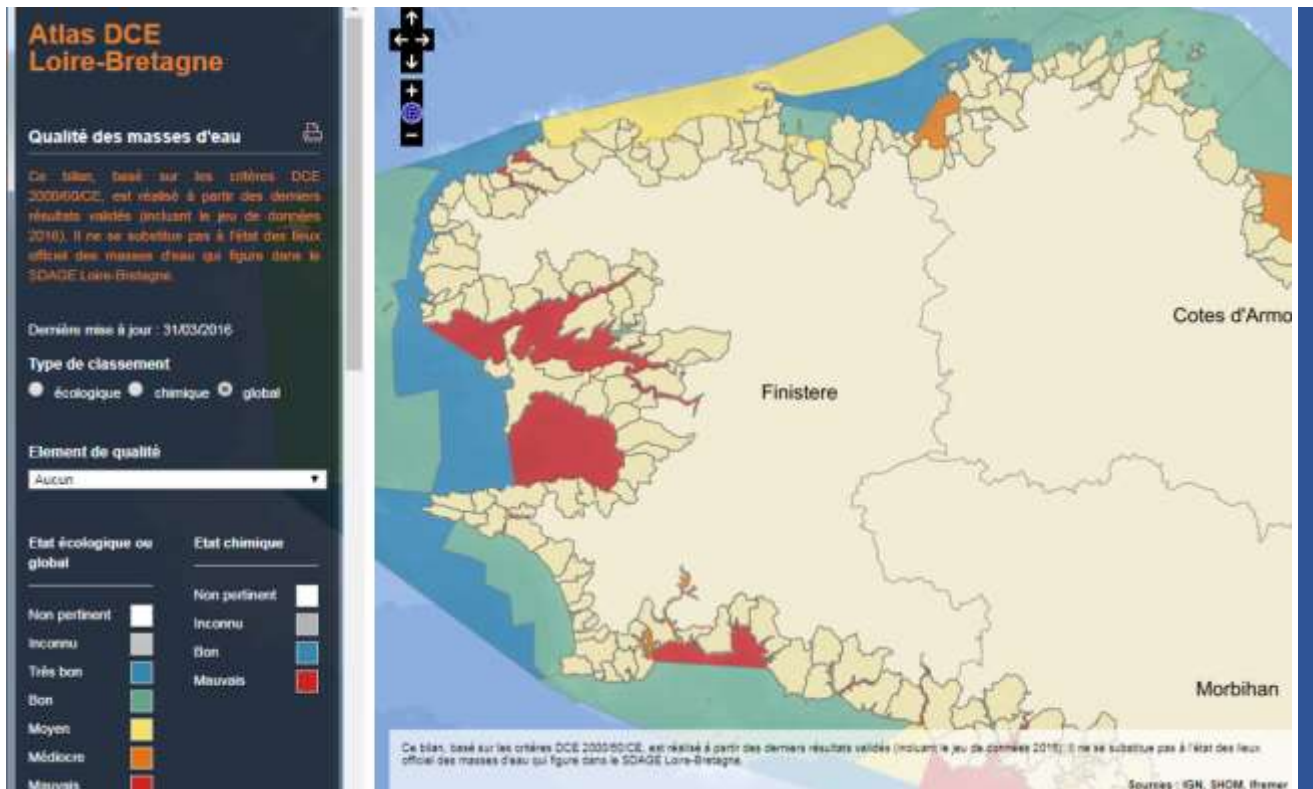 Atlas DCE
Loire-Bretagne
Qualité des masses d'eau
Ce bilan, basé sur les critères DCE
2000/60/CE, est réalisé à partir des derniers
résultats validés (incluant le jeu de données
2016). Il ne se substitue pas à l'état des lieux
officiel des masses d'eau qui figure dans le
SDAGE Loire-Bretagne.
Dernière mise à jour : 31/03/2016
Type de classement
écologique chimique global
Element de qualité
Aucun
Etat écologique ou
global
Non pertinent
Inconnu
Très bon
Bon
Moyen
Médiocre
Mauvais
Etat chimique
Non pertinent
Inconnu
Bon
Mauvais
Cotes d'Armo
Finistere
Morbihan
Ce bilan, basé sur les critères DCE 2000/60/CE, est réalisé à partir des derniers résultats validés (incluant le jeu de données 2016). Il ne se substitue pas à l'état des lieux
officiel des masses d'eau qui figure dans le SDAGE Loire-Bretagne.
Sources : IGN, SHOM, Ifremer